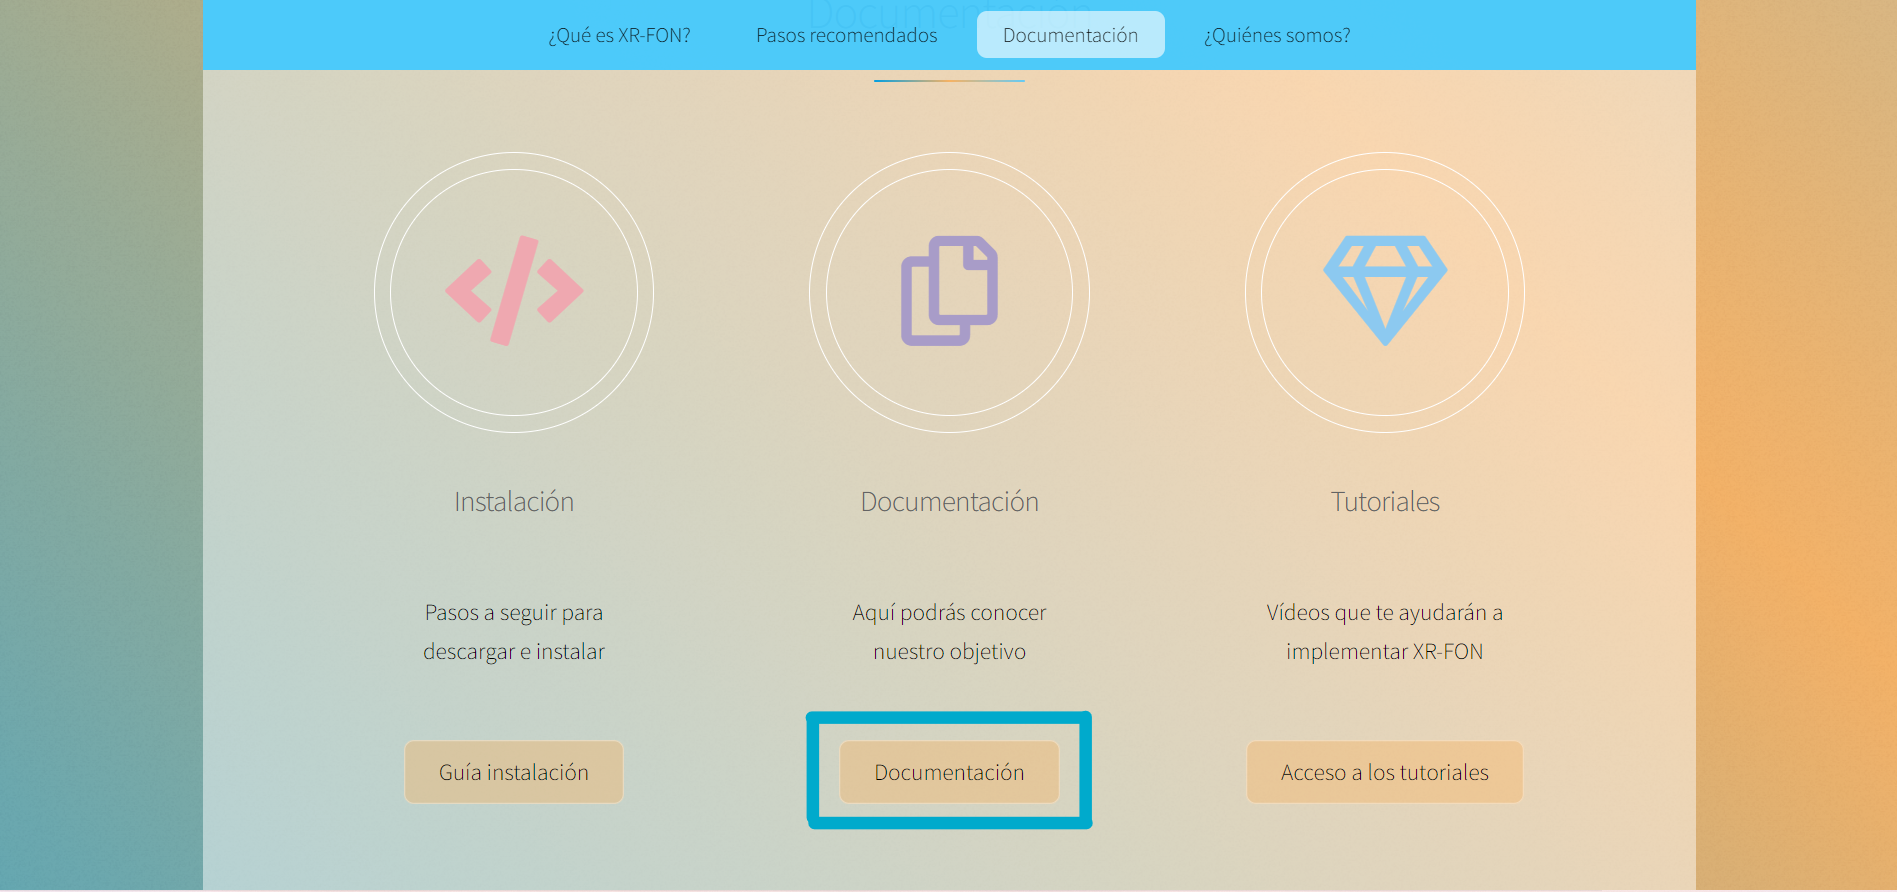 Documentación
¿Qué es XR-FON? Pasos recomendados Documentación ¿Quiénes somos?
Instalación Documentación Tutoriales
Pasos a seguir para
descargar e instalar
Aquí podrás conocer
nuestro objetivo
Vídeos que te ayudarán a
implementar XR-FON
Guía instalación Documentación Acceso a los tutoriales